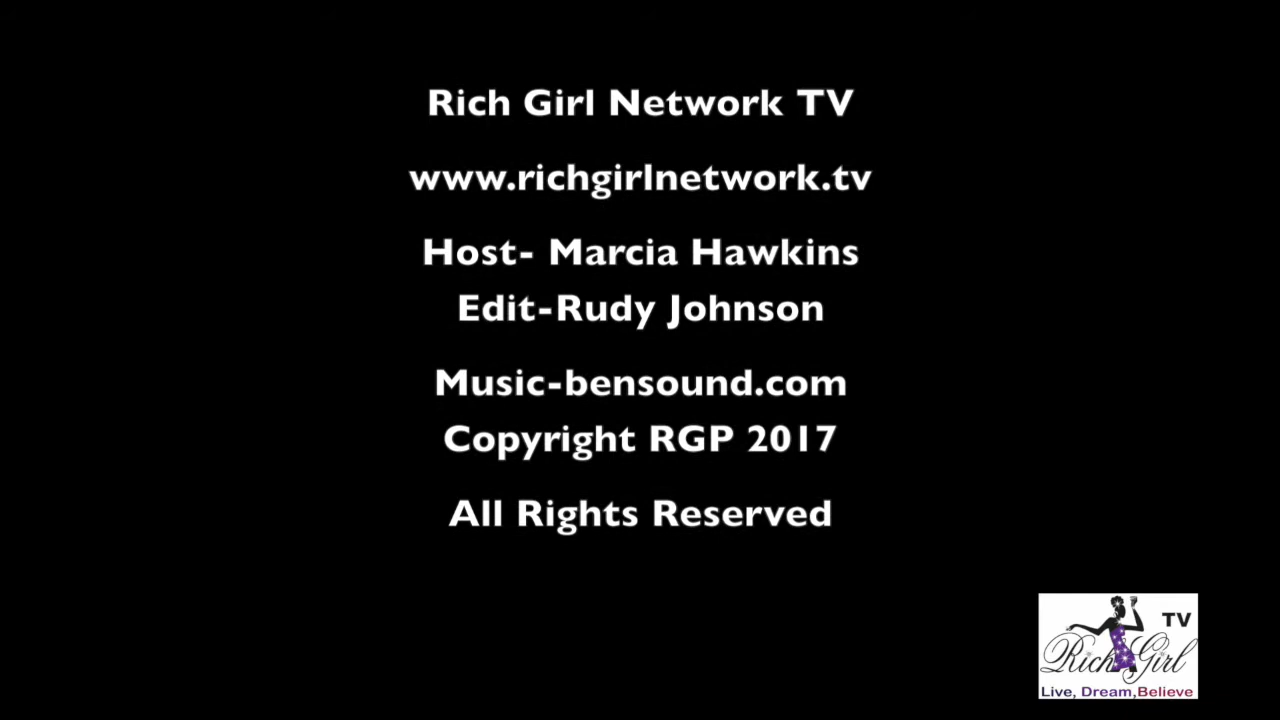 Rich Girl Network TV
www.richgirlnetwork.tv
Host- Marcia Hawkins
Edit-Rudy Johnson
Music-bensound.com
Copyright RGP 2017
All Rights Reserved
TV
Rich Girl
Live, Dream,Believe